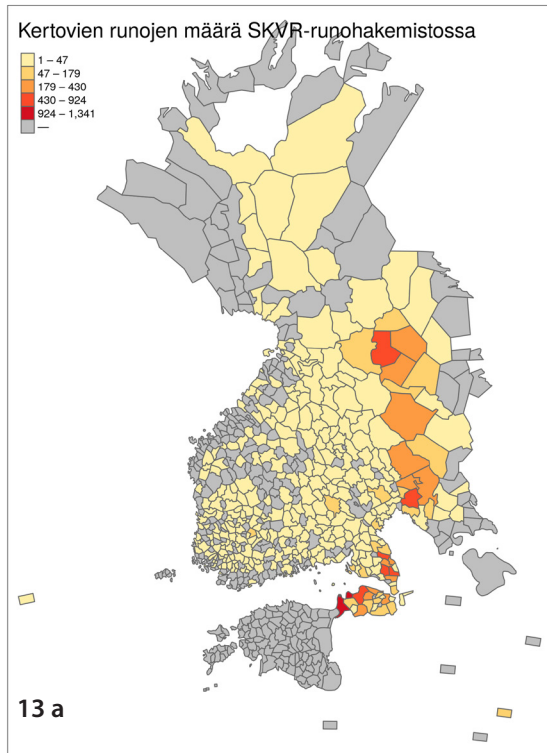 Kertovien runojen määrä SKVR-runohakemistossa
1 – 47
47 – 179
179 – 430
430 – 924
924 – 1,341
—
13 a